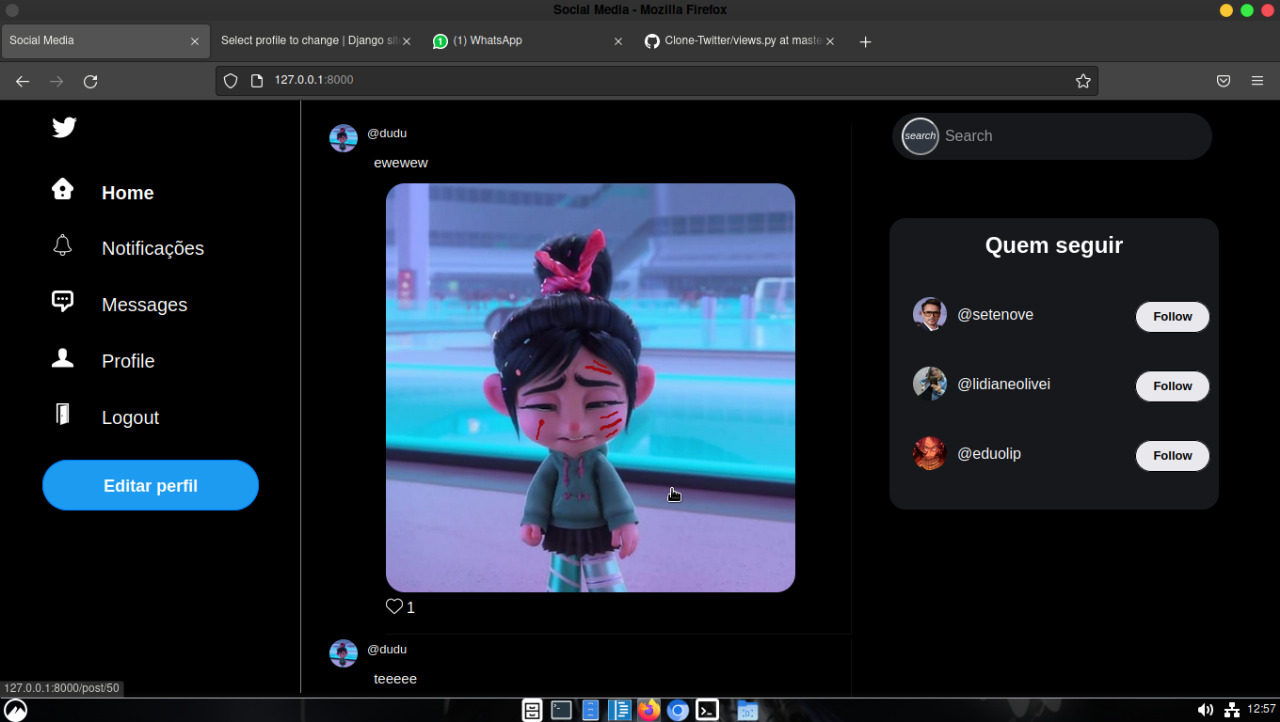 Social Media - Mozilla Firefox
Social Media
Select profile to change | Django sit
1
(1) WhatsApp
Clone-Twitter/views.py at maste
127.0.0.1:8000
Home
Notificações
Messages
Profile
Logout
Editar perfil
@dudu
ewewew
1
@dudu
teeeee
search
Search
Quem seguir
@setenove
Follow
@lidianeolivei
Follow
@eduolip
Follow
127.0.0.1:8000/post/50
12:57